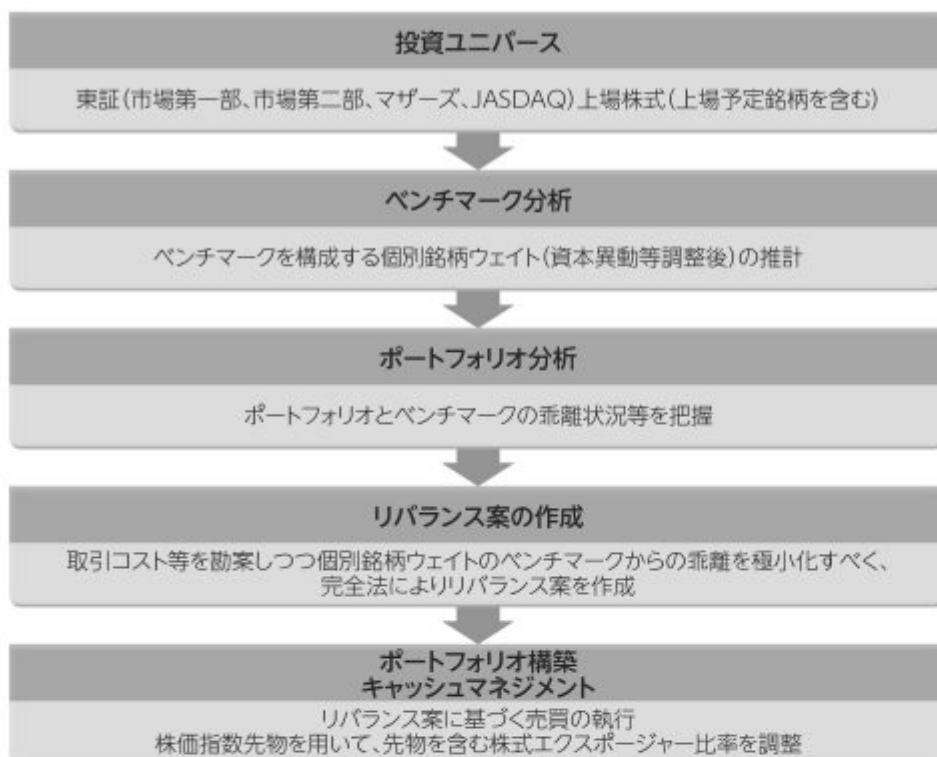 投資ユニバース
東証(市場第一部、市場第二部、マザーズ、JASDAQ)上場株式(上場予定銘柄を含む)
ベンチマーク分析
ベンチマークを構成する個別銘柄ウェイト(資本異動等調整後)の推計
ポートフォリオ分析
ポートフォリオとベンチマークの乖離状況等を把握
リバランス案の作成
取引コスト等を勘案しつつ個別銘柄ウェイトのベンチマークからの乖離を極小化すべく、
完全法によりリバランス案を作成
ポートフォリオ構築
キャッシュマネジメント
リバランス案に基づく売買の執行
株価指数先物を用いて、先物を含む株式エクスポージャー比率を調整